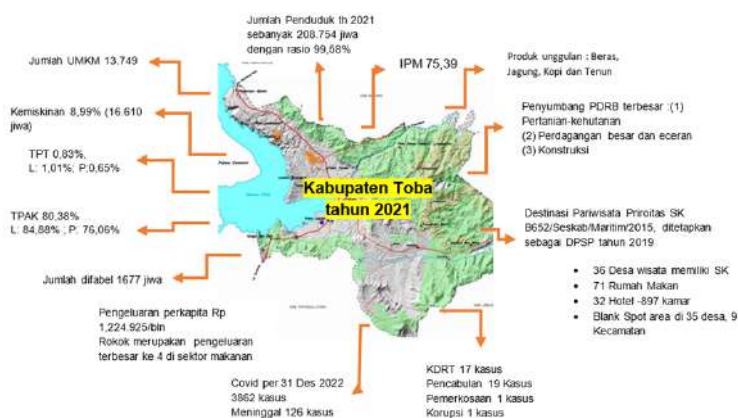 Jumlah Penduduk th 2021
sebanyak 208.754 jiwa
dengan rasio 99,58%
IPM 75,39
Produk unggulan : Beras,
Jagung, Kopi dan Tenun
Jumlah UMKM 13.749
Kemiskinan 8,99% (16.610
jiwa)
Penyumbang PDRB terbesar :(1)
Pertanian-kehutanan
(2) Perdagangan besar dan eceran
(3) Konstruksi
TPT 0,83%,
L: 1,01%; P:0,65%
Kabupaten Toba
tahun 2021
TPAK 80,38%
L: 84,88% ; P: 76,06%
Destinasi Pariwisata Priroitas SK
B652/Seskab/Maritim/2015, ditetapkan
sebagai DPSP tahun 2019
Jumlah difabel 1677 jiwa
• 36 Desa wisata memiliki SK
• 71 Rumah Makan
• 32 Hotel -897 kamar
• Blank Spot area di 35 desa, 9
Kecamatan
Pengeluaran perkapita Rp
1,224.925/bln
Rokok merupakan pengeluaran
terbesar ke 4 di sektor makanan
Covid per 31 Des 2022
3862 kasus
Meninggal 126 kasus
KDRT 17 kasus
Pencabulan 19 Kasus
Pemerkosaan 1 kasus
Korupsi 1 kasus